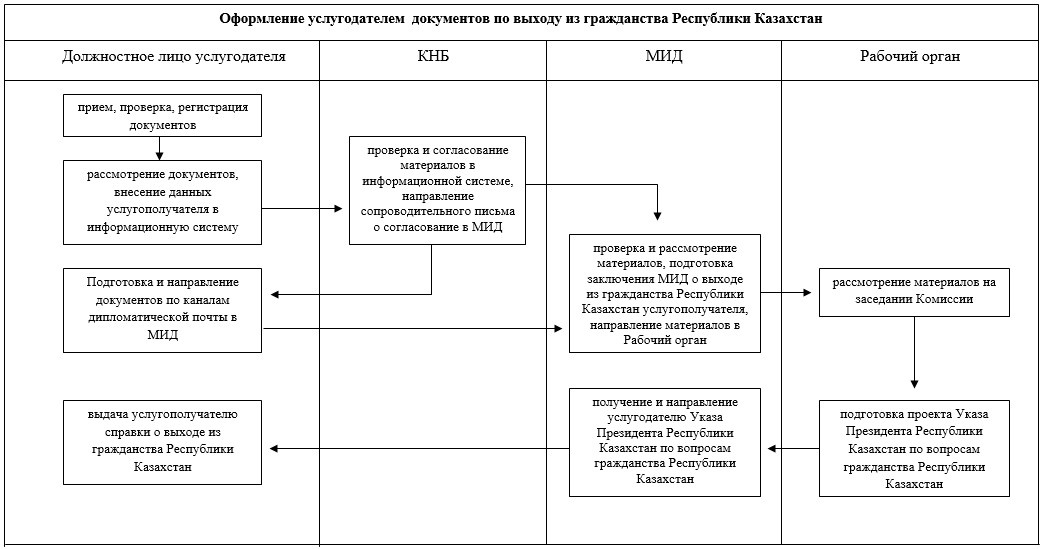 Оформление услугодателем документов по выходу из гражданства Республики Казахстан
Должностное лицо услугодателя
КНБ
МИД
Рабочий орган
прием, проверка, регистрация
документов
рассмотрение документов,
внесение данных
услугополучателя в
информационную систему
Подготовка и направление
документов по каналам
дипломатической почты в
МИД
выдача услугополучателю
справки о выходе из
гражданства Республики
Казахстан
проверка и согласование
материалов в
информационной системе,
направление
сопроводительного письма
о согласование в МИД
проверка и рассмотрение
материалов, подготовка
заключения МИД о выходе
из гражданства Республики
Казахстан услугополучателя,
направление материалов в
Рабочий орган
получение и направление
услугодателю Указа
Президента Республики
Казахстан по вопросам
гражданства Республики
Казахстан
рассмотрение материалов на
заседании Комиссии
подготовка проекта Указа
Президента Республики
Казахстан по вопросам
гражданства Республики
Казахстан